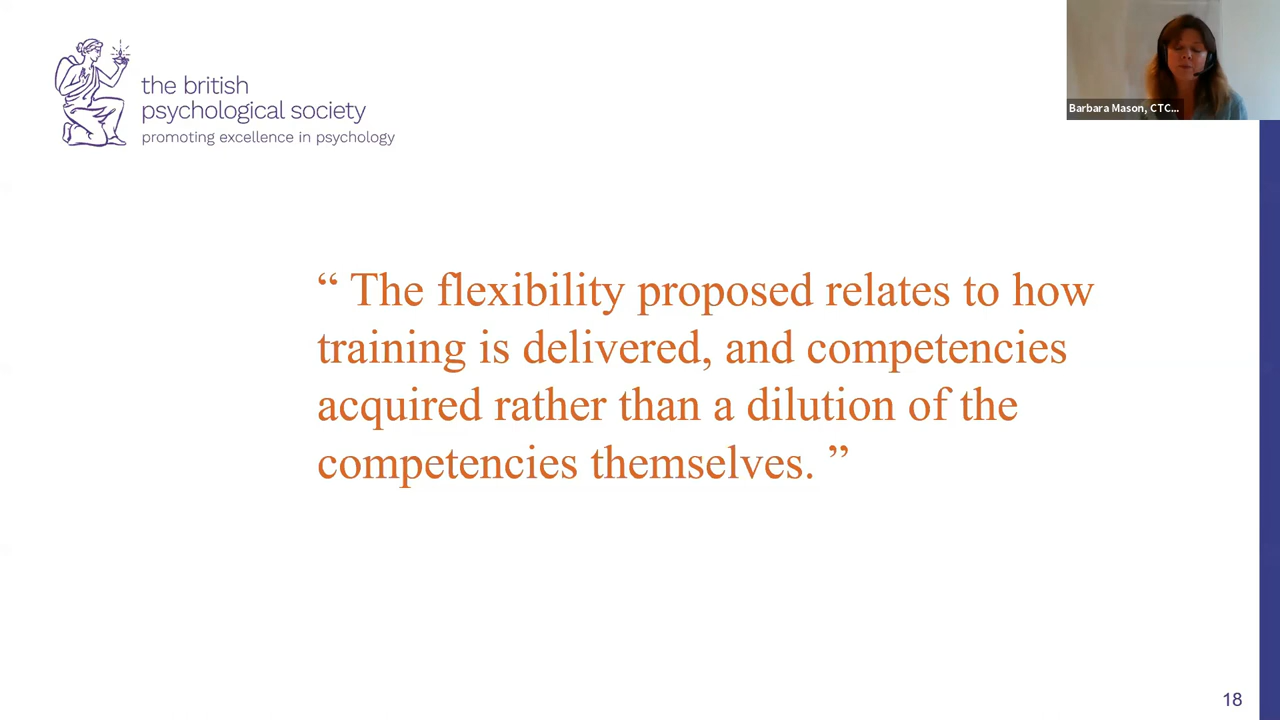 the british
psychological society
promoting excellence in psychology
Barbara Mason, CTC...
“ The flexibility proposed relates to how
training is delivered, and competencies
acquired rather than a dilution of the
competencies themselves. ”
18